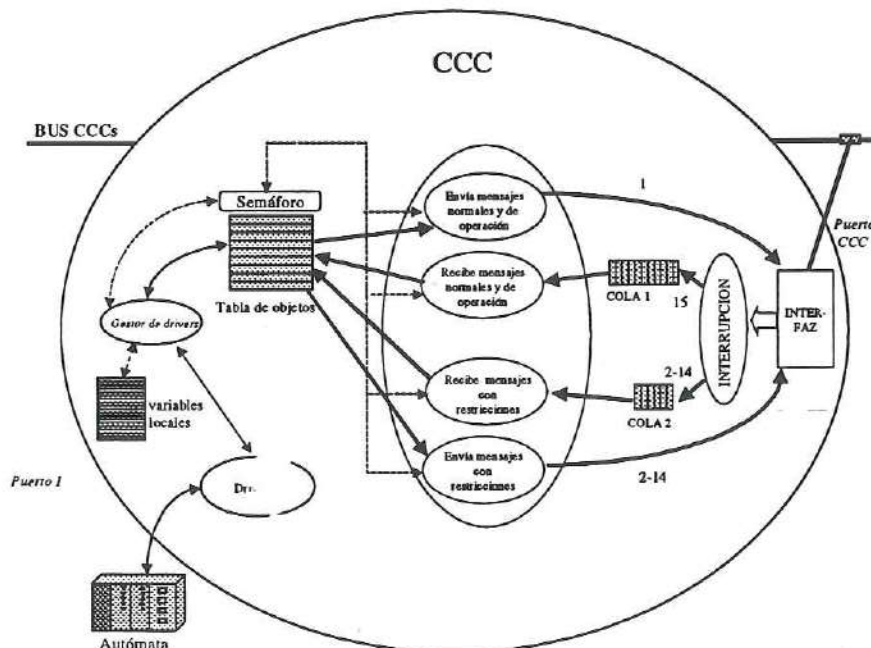 CCC
BUS CCCs
Semáforo
Tabla de objetos
Gestor de drivers
variables
locales
Puerto 1
Autómata
Envía mensajes
normales y de
operación
Recibe mensajes
normales y de
operación
Recibe mensajes
con
restricciones
Envía mensajes
con
restricciones
1
COLA 1
15
2-14
COLA 2
2-14
INTERRUPCION
INTER-
FAZ
Puerto
CCC